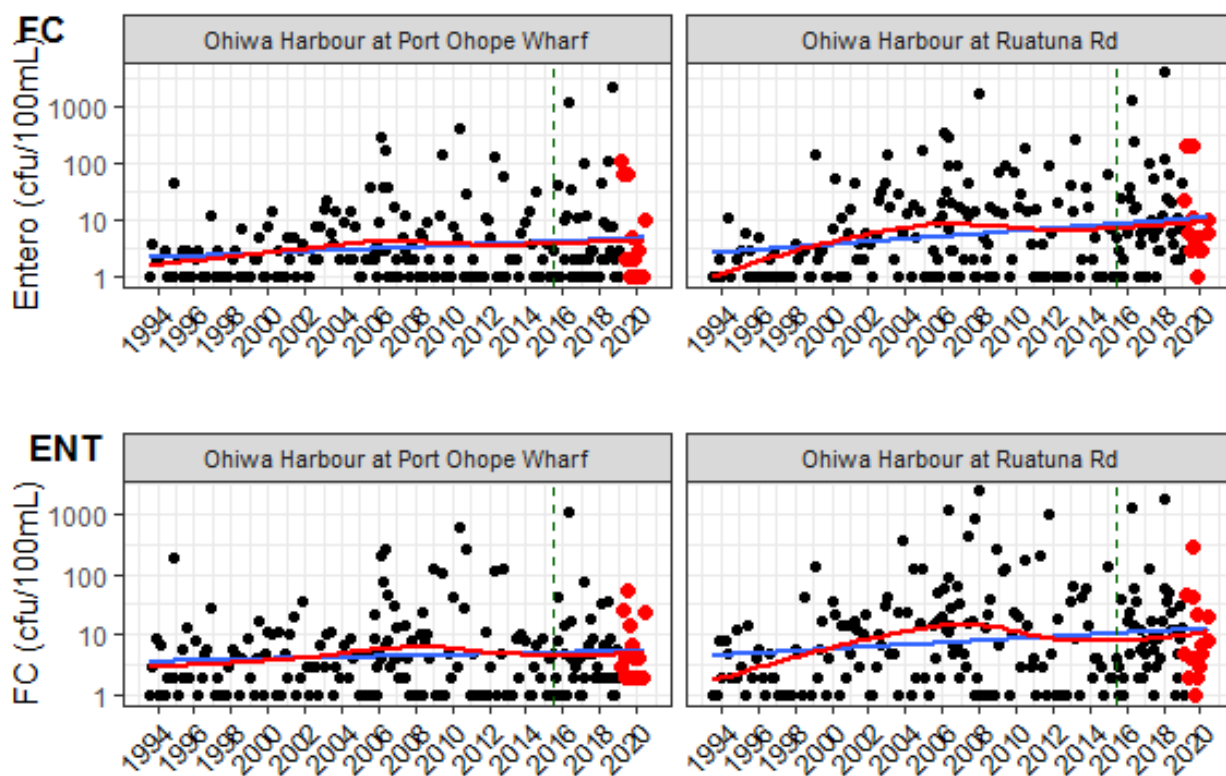 FC
Ohiwa Harbour at Port Ohope Wharf
Ohiwa Harbour at Ruatuna Rd
Entero (cfu/100mL)
1000
100
10
1
1994 1996 1998 2000 2002 2004 2006 2008 2010 2012 2014 2016 2018 2020
1994 1996 1998 2000 2002 2004 2006 2008 2010 2012 2014 2016 2018 2020
ENT
Ohiwa Harbour at Port Ohope Wharf
Ohiwa Harbour at Ruatuna Rd
FC (cfu/100mL)
1000
100
10
1
1994 1996 1998 2000 2002 2004 2006 2008 2010 2012 2014 2016 2018 2020
1994 1996 1998 2000 2002 2004 2006 2008 2010 2012 2014 2016 2018 2020